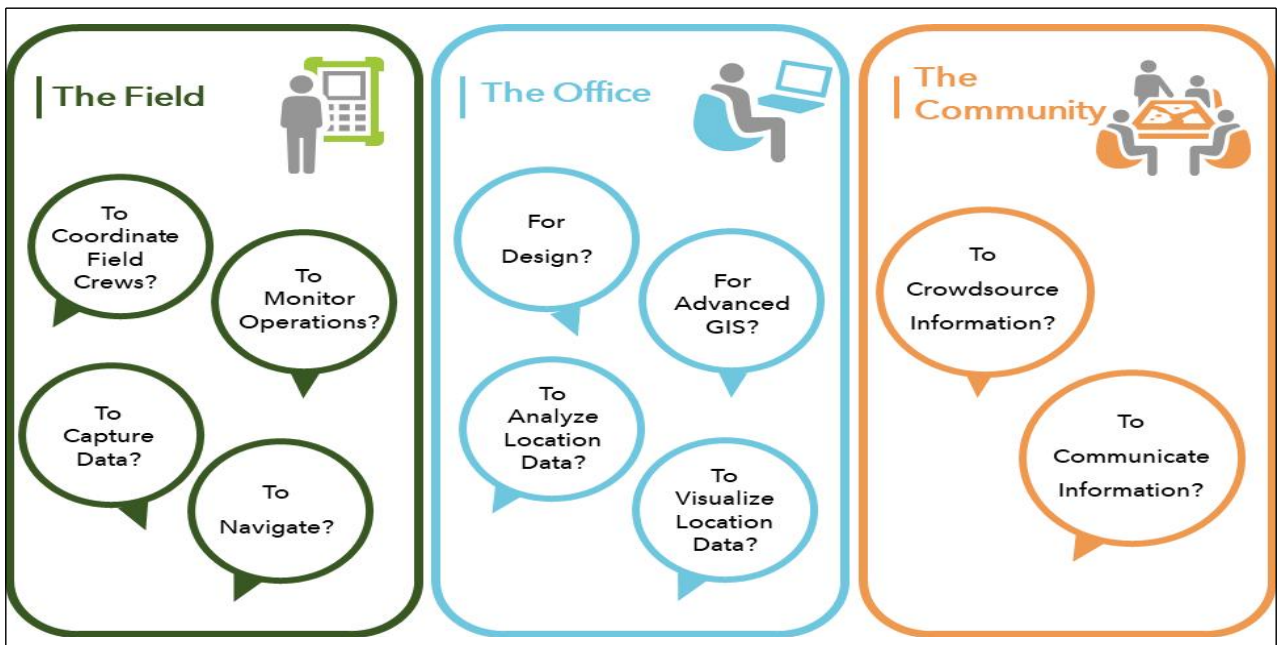 The Field
To
Coordinate
Field
Crews?
To
Monitor
Operations?
To
Capture
Data?
To
Navigate?
The Office
For
Design?
For
Advanced
GIS?
To
Analyze
Location
Data?
To
Visualize
Location
Data?
The
Community
To
Crowdsource
Information?
To
Communicate
Information?